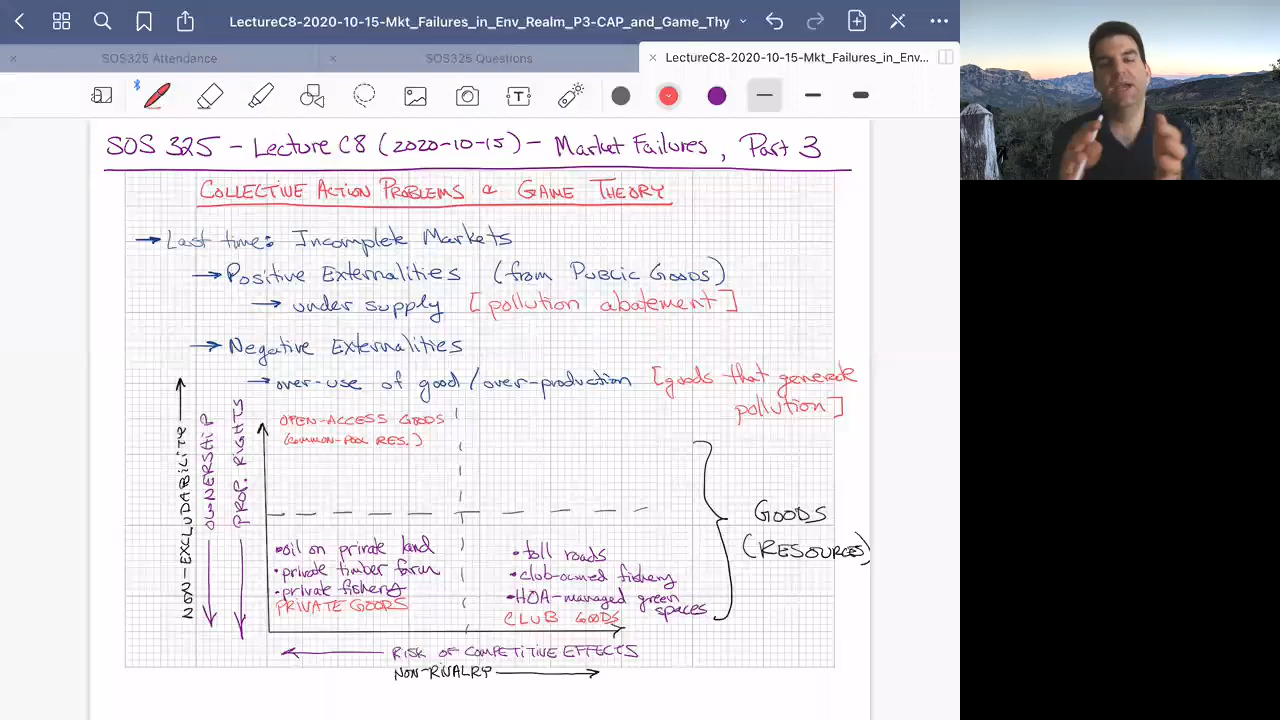 LectureC8-2020-10-15-Mkt_Failures_in_Env_Realm_P3-CAP_and_Game_Thy
SOS325 Attendance
SOS325 Questions
LectureC8-2020-10-15-Mkt_Failures_in_Env...
SOS 325 - Lecture C8 (2020-10-15) - Market Failures, Part 3
COLLECTIVE ACTION PROBLEMS & GAME THEORY
→ Last time: Incomplete Markets
→ Positive Externalities (from Public Goods)
→ under supply [pollution abatement]
→ Negative Externalities
→ over-use of good/over-production [goods that generate
pollution]
OPEN-ACCESS GOODS
(COMMON-POOL RES.)
NON-EXCLUDABILITY
OWNERSHIP
PROP. RIGHTS
GOODS
(RESOURCES)
•oil on private land
•private timber farm
•private fishery
PRIVATE GOODS
•toll roads
•club-owned fishery
•HOA-managed green
spaces
CLUB GOODS
RISK OF COMPETITIVE EFFECTS
NON-RIVALRY